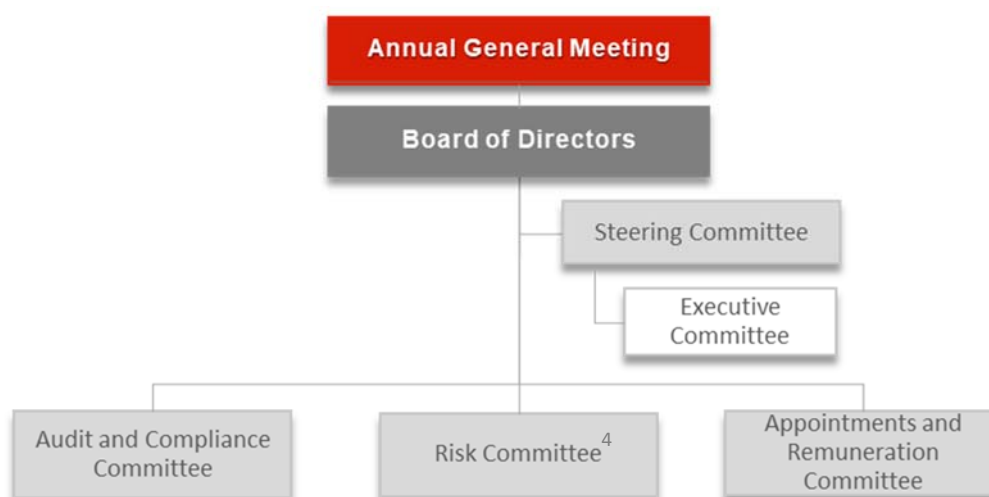 Annual General Meeting
Board of Directors
Steering Committee
Executive
Committee
Audit and Compliance
Committee
Risk Committee4
Appointments and
Remuneration
Committee